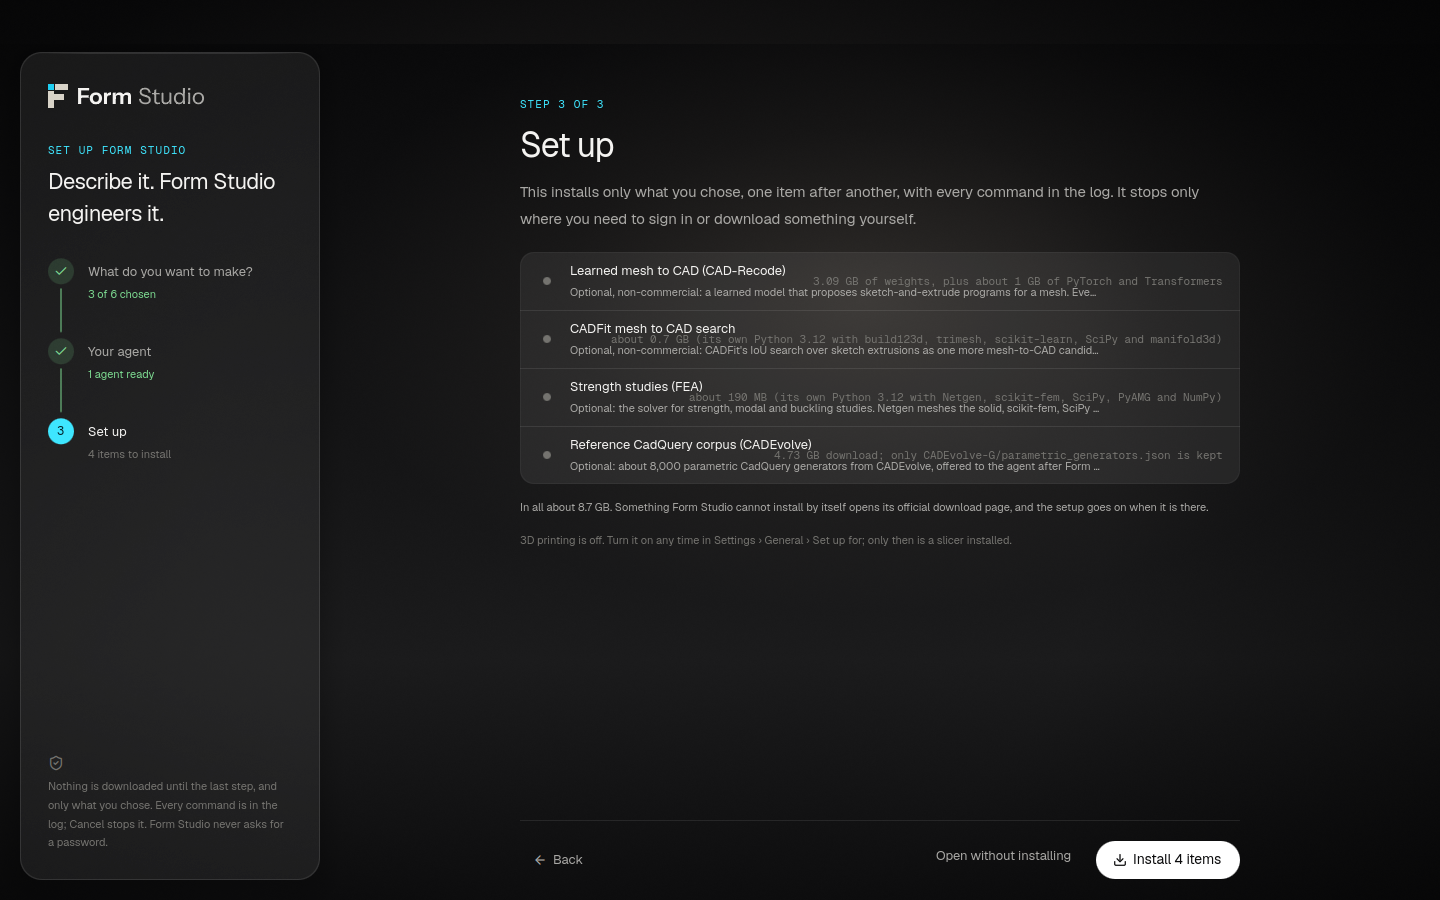 Form Studio
SET UP FORM STUDIO
Describe it. Form Studio
engineers it.
What do you want to make?
3 of 6 chosen
Your agent
1 agent ready
3
Set up
4 items to install
Nothing is downloaded until the last step, and
only what you chose. Every command is in the
log; Cancel stops it. Form Studio never asks for
a password.
STEP 3 OF 3
Set up
This installs only what you chose, one item after another, with every command in the log. It stops only
where you need to sign in or download something yourself.
Learned mesh to CAD (CAD-Recode)
3.09 GB of weights, plus about 1 GB of PyTorch and Transformers
Optional, non-commercial: a learned model that proposes sketch-and-extrude programs for a mesh. Eve…
CADFit mesh to CAD search
about 0.7 GB (its own Python 3.12 with build123d, trimesh, scikit-learn, SciPy and manifold3d)
Optional, non-commercial: CADFit's IoU search over sketch extrusions as one more mesh-to-CAD candid…
Strength studies (FEA)
about 190 MB (its own Python 3.12 with Netgen, scikit-fem, SciPy, PyAMG and NumPy)
Optional: the solver for strength, modal and buckling studies. Netgen meshes the solid, scikit-fem, SciPy …
Reference CadQuery corpus (CADEvolve)
4.73 GB download; only CADEvolve-G/parametric_generators.json is kept
Optional: about 8,000 parametric CadQuery generators from CADEvolve, offered to the agent after Form …
In all about 8.7 GB. Something Form Studio cannot install by itself opens its official download page, and the setup goes on when it is there.
3D printing is off. Turn it on any time in Settings › General › Set up for; only then is a slicer installed.
Back
Open without installing
Install 4 items